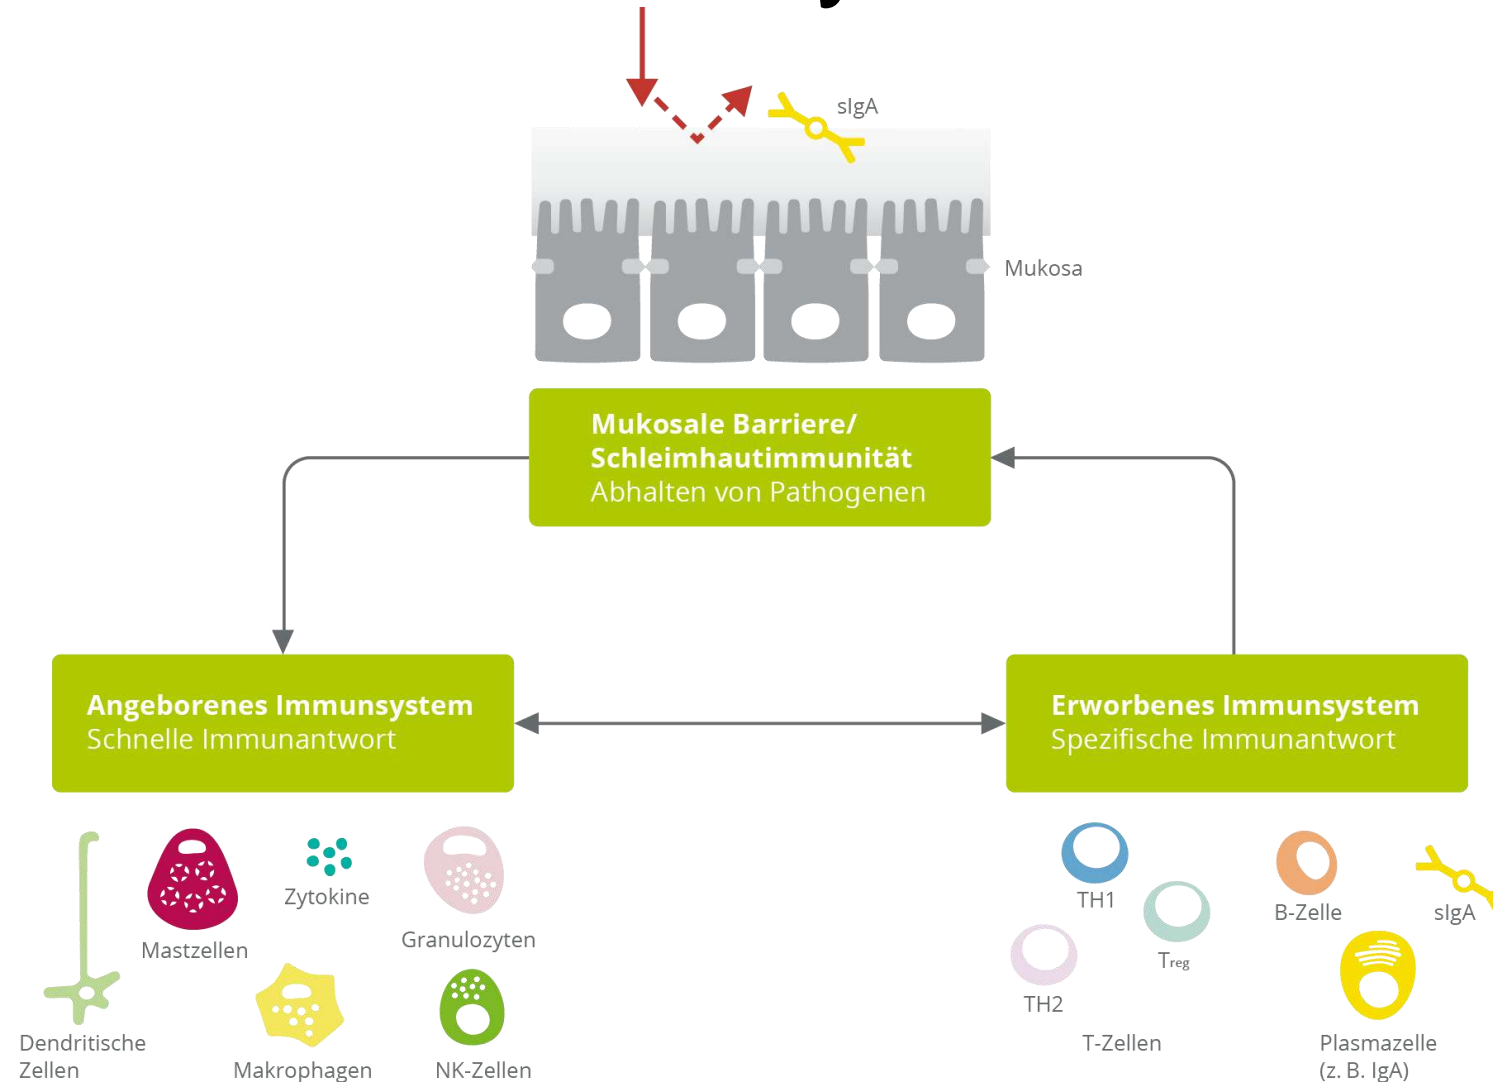 sIgA
Mukosa
Mukosale Barriere/
Schleimhautimmunität
Abhalten von Pathogenen
Angeborenes Immunsystem
Schnelle Immunantwort
Erworbenes Immunsystem
Spezifische Immunantwort
Zytokine
TH1
B-Zelle
sIgA
Mastzellen
Granulozyten
Treg
TH2
Dendritische
Zellen
Makrophagen
NK-Zellen
T-Zellen
Plasmazelle
(z. B. IgA)